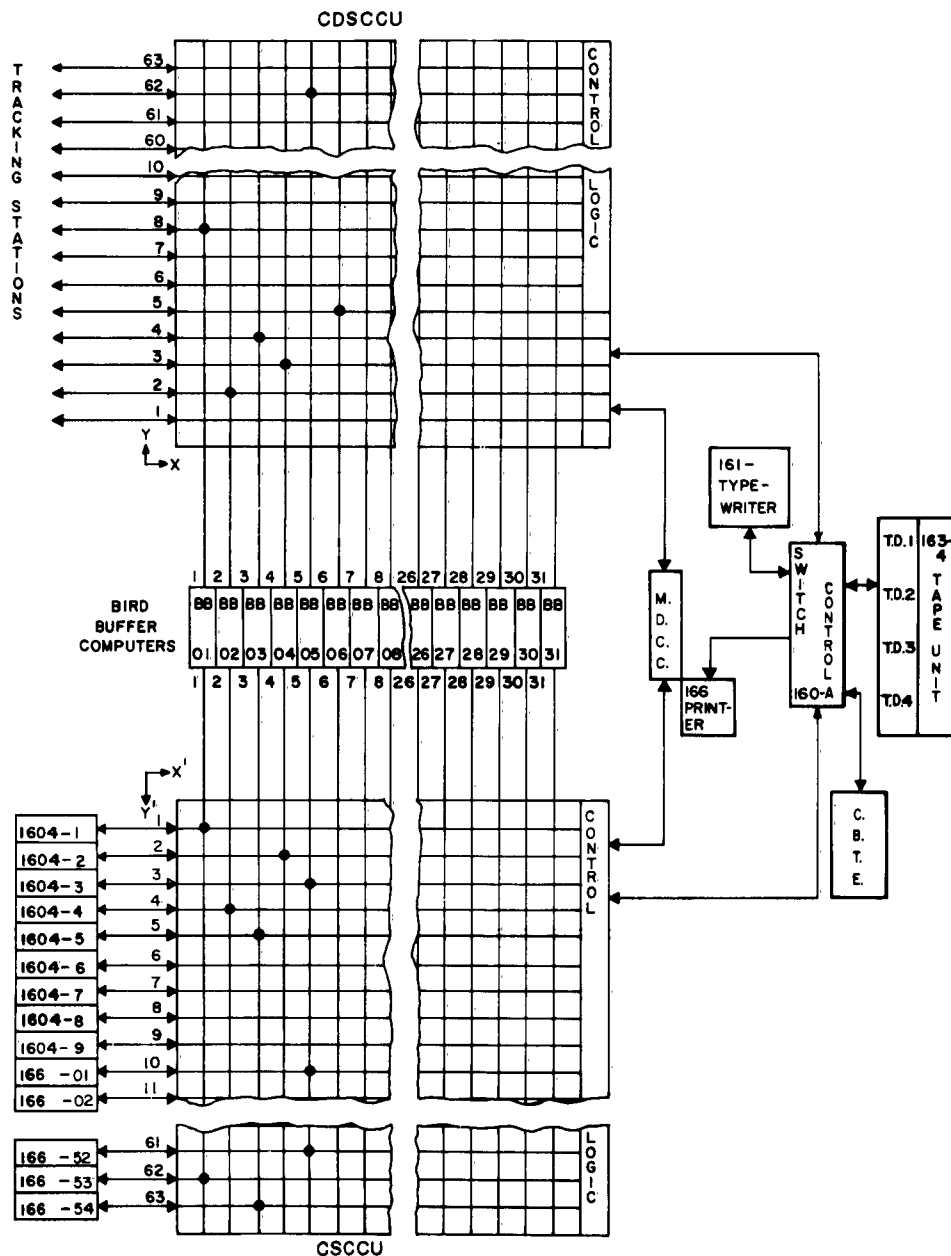 CDSCCU
TRACKING STATIONS
63
62
61
60
10
9
8
7
6
5
4
3
2
1
CONTROL
LOGIC
Y
X
1 2 3 4 5 6 7 8 26 27 28 29 30 31
BIRD
BUFFER
COMPUTERS
BB BB BB BB BB BB BB BB BB BB BB BB BB BB
01 02 03 04 05 06 07 08 26 27 28 29 30 31
1 2 3 4 5 6 7 8 26 27 28 29 30 31
161-
TYPE-
WRITER
M.D.C.C.
166
PRINT-
ER
SWITCH
CONTROL
160-A
T.D.1
T.D.2
T.D.3
T.D.4
163-4 TAPE UNIT
C.B.T.E.
X'
Y'
1604-1 1
1604-2 2
1604-3 3
1604-4 4
1604-5 5
1604-6 6
1604-7 7
1604-8 8
1604-9 9
166 -01 10
166 -02 11
166 -52 61
166 -53 62
166 -54 63
CONTROL
LOGIC
CSCCU